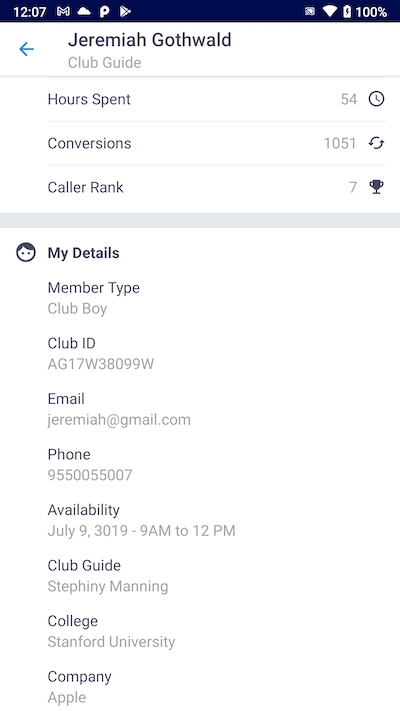 12:07
100%
Jeremiah Gothwald
Club Guide
Hours Spent 54
Conversions 1051
Caller Rank 7
My Details
Member Type
Club Boy
Club ID
AG17W38099W
Email
jeremiah@gmail.com
Phone
9550055007
Availability
July 9, 3019 - 9AM to 12 PM
Club Guide
Stephiny Manning
College
Stanford University
Company
Apple